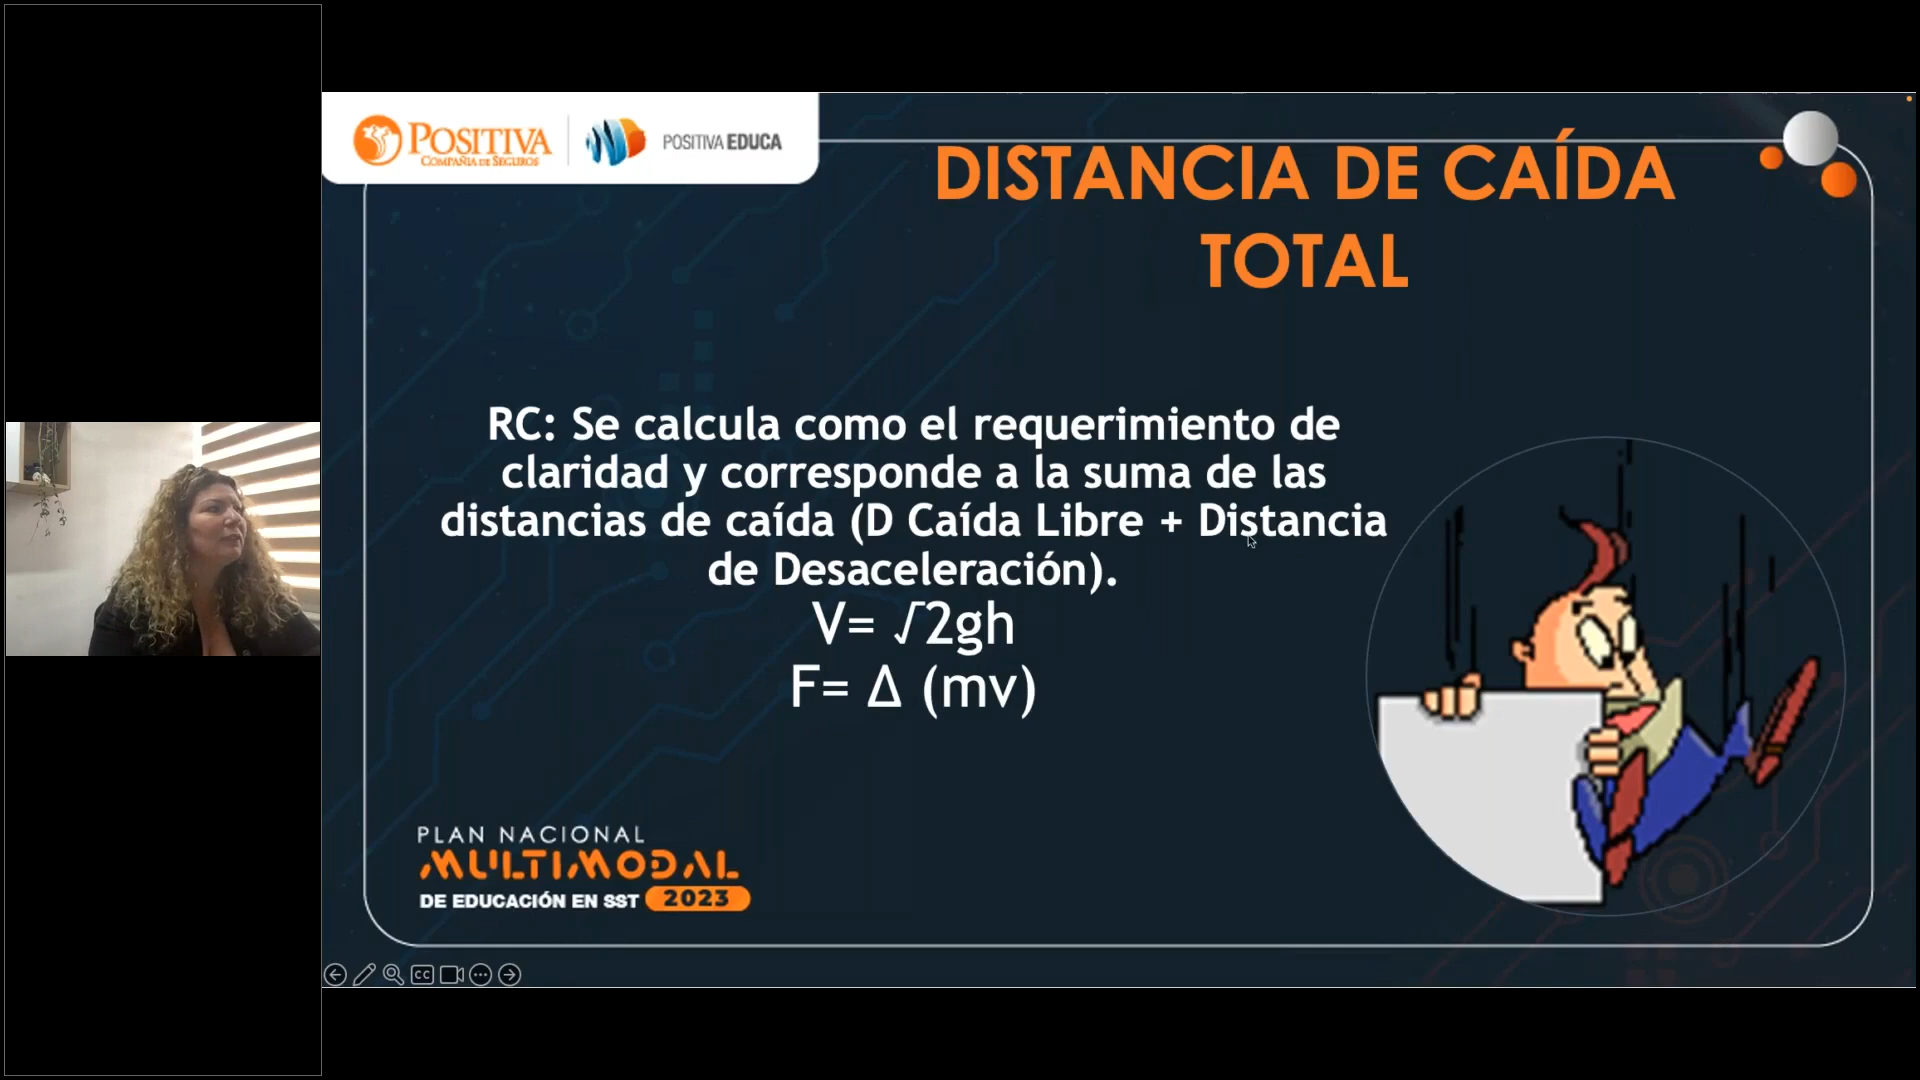 POSITIVA
COMPAÑIA DE SEGUROS
POSITIVA EDUCA
DISTANCIA DE CAÍDA
TOTAL
RC: Se calcula como el requerimiento de
claridad y corresponde a la suma de las
distancias de caída (D Caída Libre + Distancia
de Desaceleración).
V= √2gh
F= Δ (mv)
PLAN NACIONAL
MULTIMODAL
DE EDUCACIÓN EN SST 2023
CC